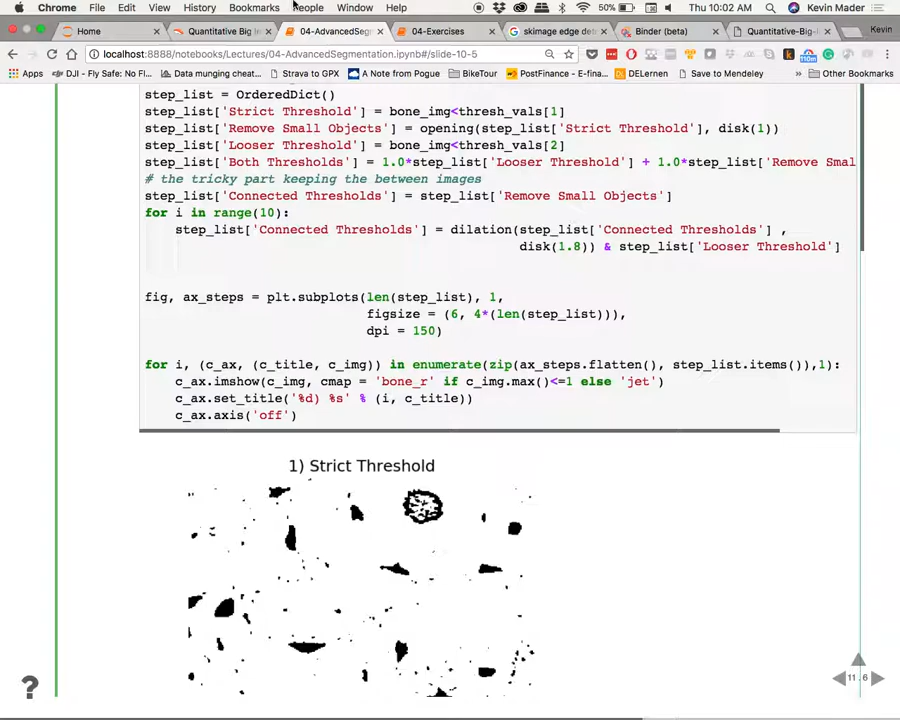 Chrome File Edit View History Bookmarks People Window Help 50% Thu 10:02 AM Kevin Mader
Home Quantitative Big I 04-AdvancedSeg 04-Exercises skimage edge det Binder (beta) Quantitative-Big-I Kevin
localhost:8888/notebooks/Lectures/04-AdvancedSegmentation.ipynb#/slide-10-5
Apps DJI - Fly Safe: No Fl... Data munging cheat... Strava to GPX A Note from Pogue BikeTour PostFinance - E-fina... DELernen Save to Mendeley » Other Bookmarks
step_list = OrderedDict()
step_list['Strict Threshold'] = bone_img<thresh_vals[1]
step_list['Remove Small Objects'] = opening(step_list['Strict Threshold'], disk(1))
step_list['Looser Threshold'] = bone_img<thresh_vals[2]
step_list['Both Thresholds'] = 1.0*step_list['Looser Threshold'] + 1.0*step_list['Remove Smal
# the tricky part keeping the between images
step_list['Connected Thresholds'] = step_list['Remove Small Objects']
for i in range(10):
step_list['Connected Thresholds'] = dilation(step_list['Connected Thresholds'] ,
disk(1.8)) & step_list['Looser Threshold']
fig, ax_steps = plt.subplots(len(step_list), 1,
figsize = (6, 4*(len(step_list))),
dpi = 150)
for i, (c_ax, (c_title, c_img)) in enumerate(zip(ax_steps.flatten(), step_list.items()),1):
c_ax.imshow(c_img, cmap = 'bone_r' if c_img.max()<=1 else 'jet')
c_ax.set_title('%d) %s' % (i, c_title))
c_ax.axis('off')
1) Strict Threshold
?
11 . 6